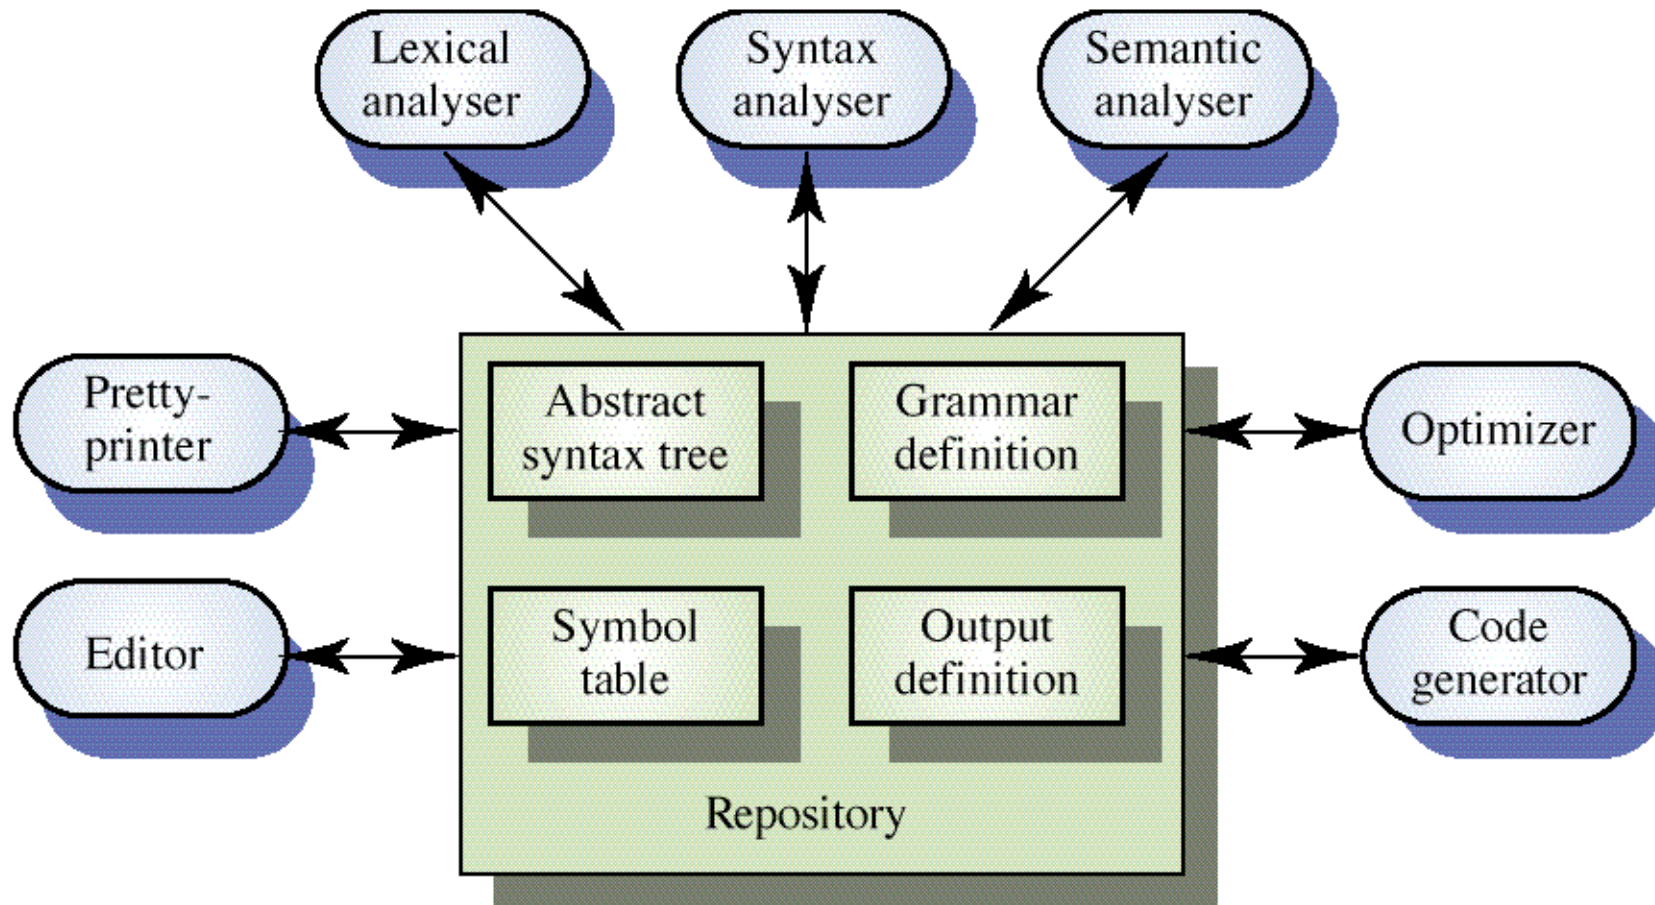 Lexical
analyser
Syntax
analyser
Semantic
analyser
Pretty-
printer
Abstract
syntax tree
Grammar
definition
Optimizer
Editor
Symbol
table
Output
definition
Code
generator
Repository